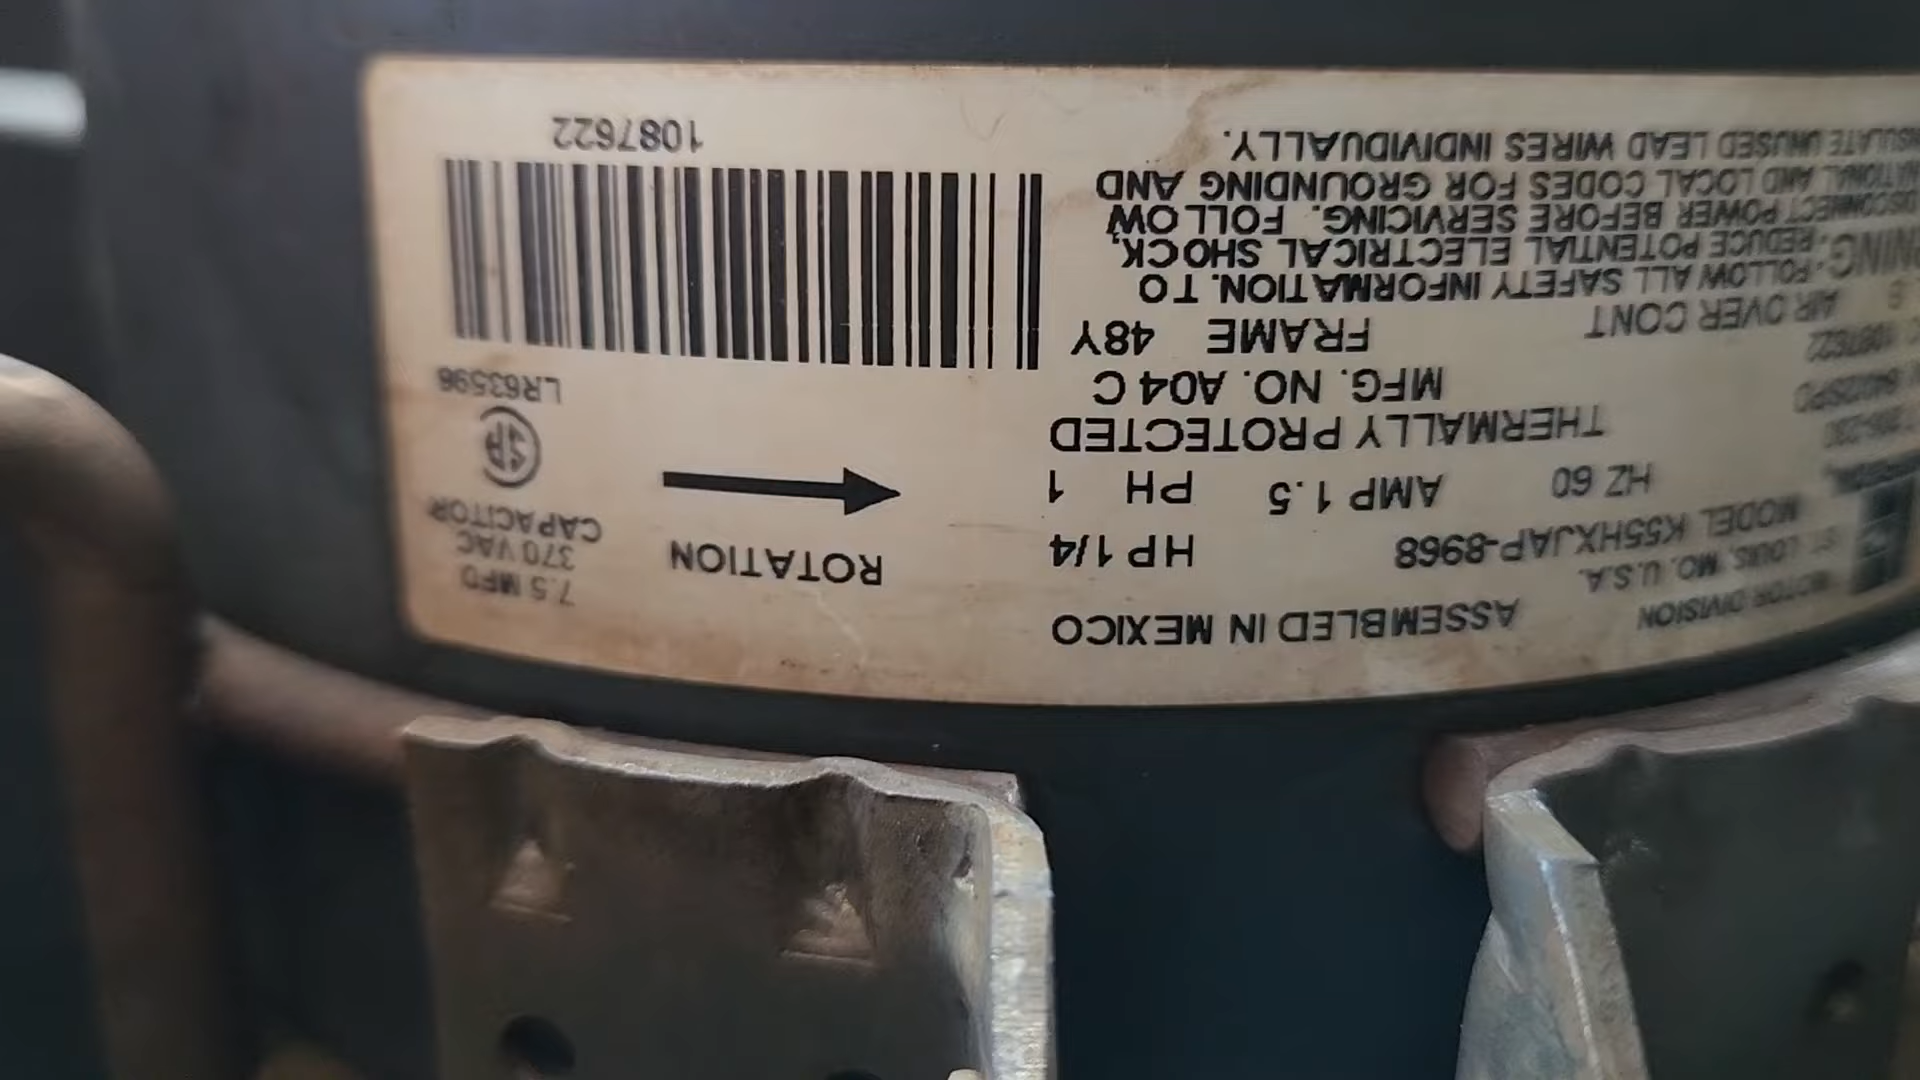 MOTOR DIVISION
ST. LOUIS, MO. U.S.A.
ASSEMBLED IN MEXICO
MODEL K55HXJAP-8968
HP 1/4
HZ 60 AMP 1.5 PH 1
THERMALLY PROTECTED
MFG. NO. A04 C
1087622
AIR OVER CONT FRAME 48Y
FOLLOW ALL SAFETY INFORMATION. TO
REDUCE POTENTIAL ELECTRICAL SHOCK,
DISCONNECT POWER BEFORE SERVICING. FOLLOW
NATIONAL AND LOCAL CODES FOR GROUNDING AND
INSULATE UNUSED LEAD WIRES INDIVIDUALLY.
ROTATION
7.5 MFD
370 VAC
CAPACITOR
SA
LR63596
1087622